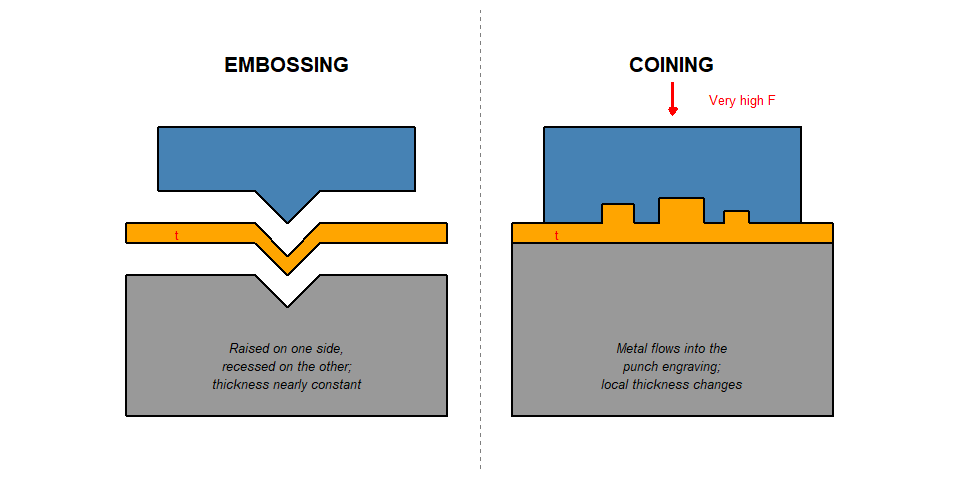 EMBOSSING
t
Raised on one side,
recessed on the other;
thickness nearly constant
COINING
Very high F
t
Metal flows into the
punch engraving;
local thickness changes